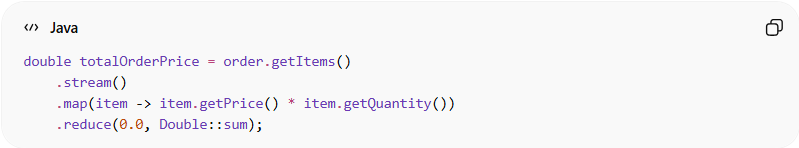 </> Java
double totalOrderPrice = order.getItems()
    .stream()
    .map(item -> item.getPrice() * item.getQuantity())
    .reduce(0.0, Double::sum);